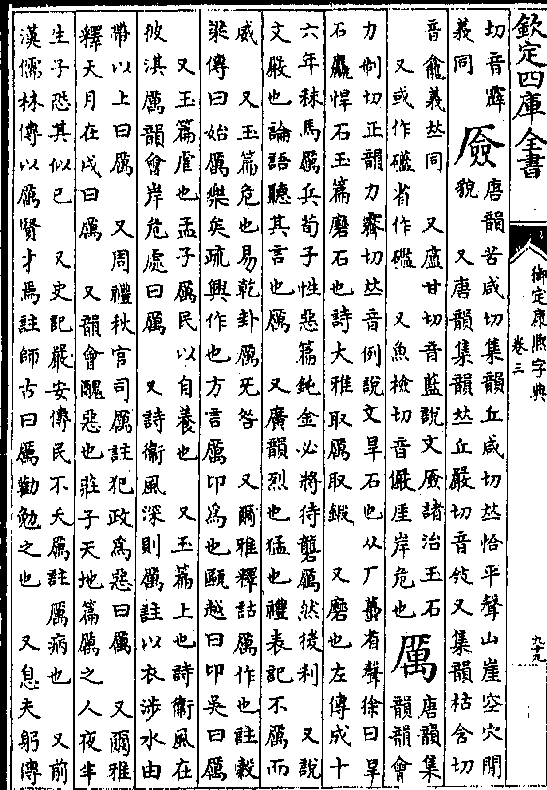 欽定四庫全書
御定康熙字典
卷三
九十九
切音霹
義同
厱
唐韻苦咸切集韻丘咸切𠀤恰平聲山崖空穴閒
貌 又唐韻集韻𠀤丘嚴切音欦又集韻枯含切
音龕義𠀤同 又盧甘切音藍說文厱諸治玉石
又或作礛省作 又魚檢切音儼厓岸危也
厲
唐韻集
韻韻會
力制切正韻力霽切𠀤音例說文旱石也从厂蠆省聲徐曰旱
石麤悍石玉篇磨石也詩大雅取厲取鍛 又磨也左傳成十
六年秣馬厲兵荀子性惡篇鈍金必將待礱厲然後利 又說
文嚴也論語聽其言也厲 又廣韻烈也猛也禮表記不厲而
威 又玉篇危也易乾卦厲无咎 又爾雅釋詁厲作也註穀
梁傳曰始厲樂矣疏興作也方言厲卬爲也甌越曰卬吳曰厲
又玉篇虐也孟子厲民以自養也 又玉篇上也詩衞風在
彼淇厲韻會岸危處曰厲 又詩衞風深則厲註以衣涉水由
帶以上曰厲 又周禮秋官司厲註犯政爲惡曰厲 又爾雅
釋天月在戊曰厲 又韻會醜惡也莊子天地篇厲之人夜半
生子恐其似己 又史記嚴安傳民不夭厲註厲病也 又前
漢儒林傳以厲賢才焉註師古曰厲勸勉之也 又息夫躬傳